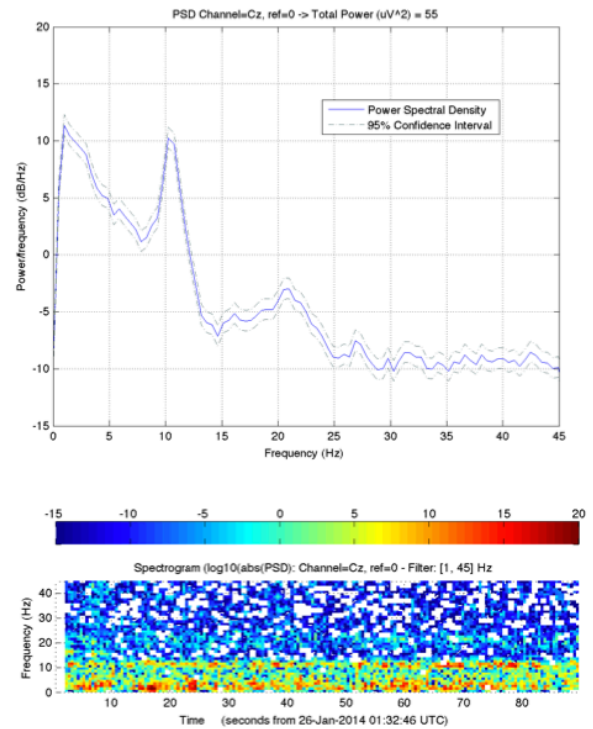 PSD Channel=Cz, ref=0 -> Total Power (uV^2) = 55
20
15
10
5
0
-5
-10
-15
Power/frequency (dB/Hz)
Power Spectral Density
95% Confidence Interval
0 5 10 15 20 25 30 35 40 45
Frequency (Hz)
-15 -10 -5 0 5 10 15 20
Spectrogram (log10(abs(PSD): Channel=Cz, ref=0 - Filter: [1, 45] Hz
Frequency (Hz)
40
30
20
10
0
10 20 30 40 50 60 70 80
Time (seconds from 26-Jan-2014 01:32:46 UTC)